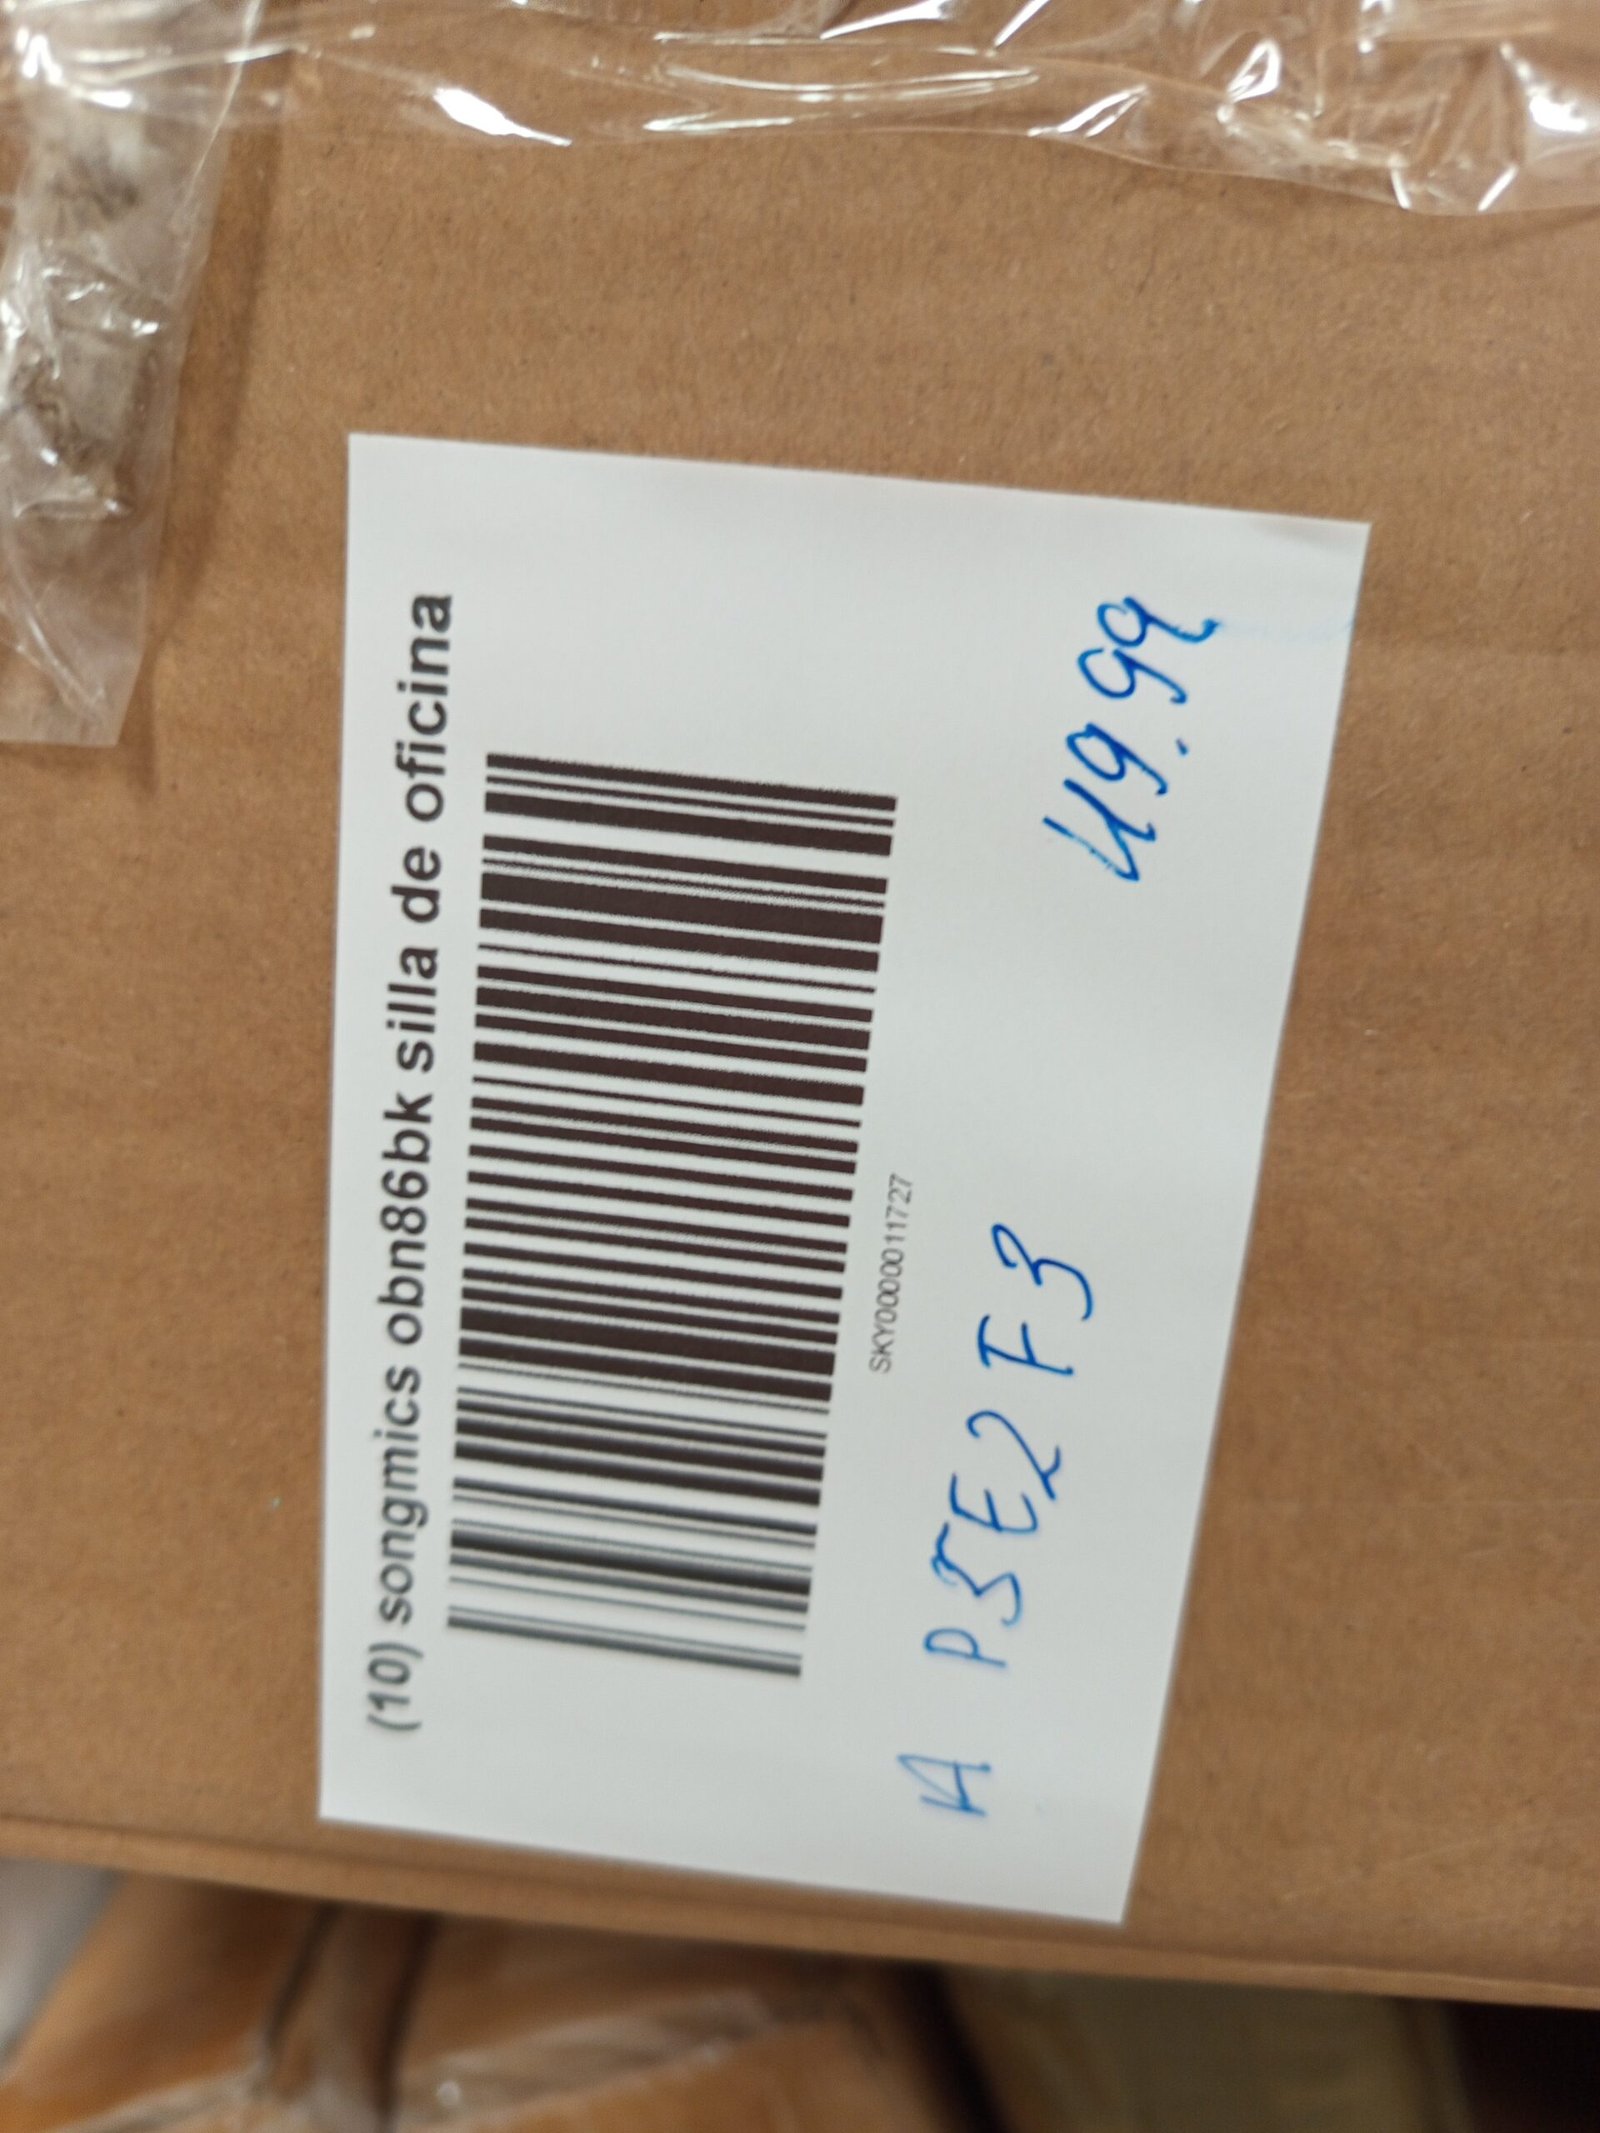 (10) songmics obn86bk silla de oficina
SKY0000011727
A P3E2F3 49.99